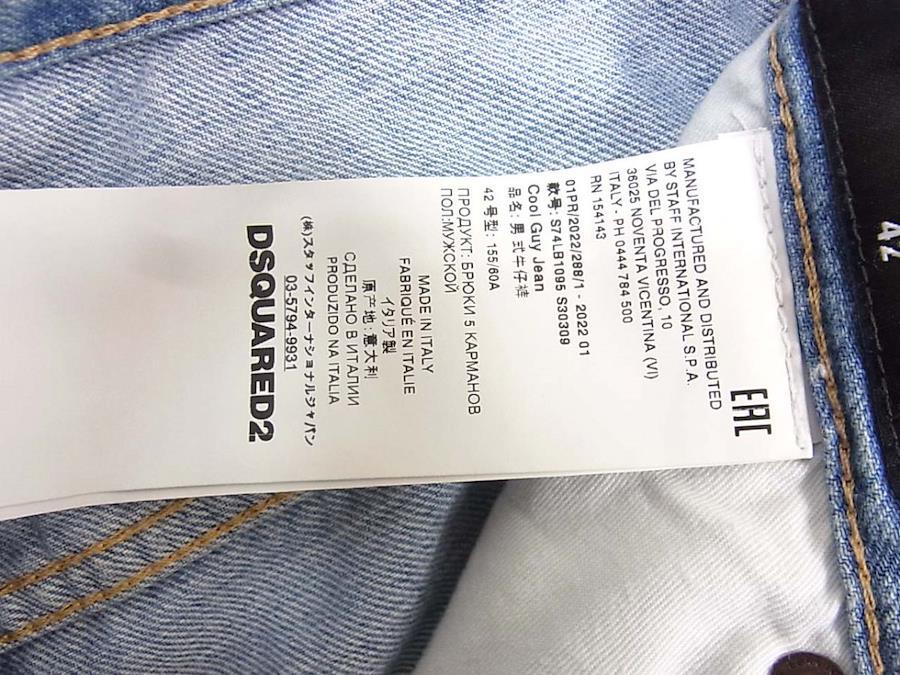 EAC
MANUFACTURED AND DISTRIBUTED
BY STAFF INTERNATIONAL S.P.A.
VIA DEL PROGRESSO, 10
36025 NOVENTA VICENTINA (VI)
ITALY - PH 0444 784 500
RN 154143
01PR/2022/288/1 - 2022 01
款号: S74LB1095 S30309
Cool Guy Jean
品名: 男式牛仔裤
42 号型: 155/60A
ПРОДУКТ: БРЮКИ 5 КАРМАНОВ
ПОЛ:МУЖСКОЙ
MADE IN ITALY
FABRIQUÉ EN ITALIE
イタリア製
原产地: 意大利
СДЕЛАНО В ИТАЛИИ
PRODUZIDO NA ITALIA
(株)スタッフインターナショナルジャパン
03-5794-9931
DSQUARED2
42